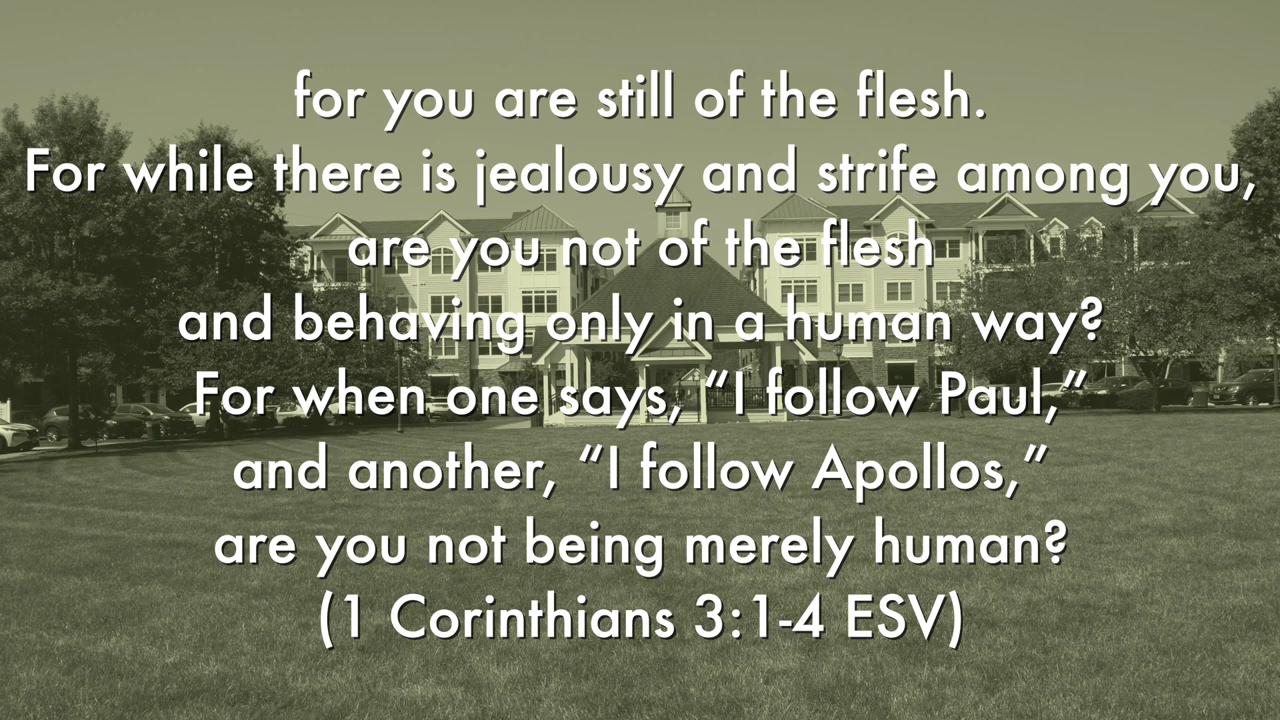 for you are still of the flesh.
For while there is jealousy and strife among you,
are you not of the flesh
and behaving only in a human way?
For when one says, “I follow Paul,”
and another, “I follow Apollos,”
are you not being merely human?
(1 Corinthians 3:1-4 ESV)